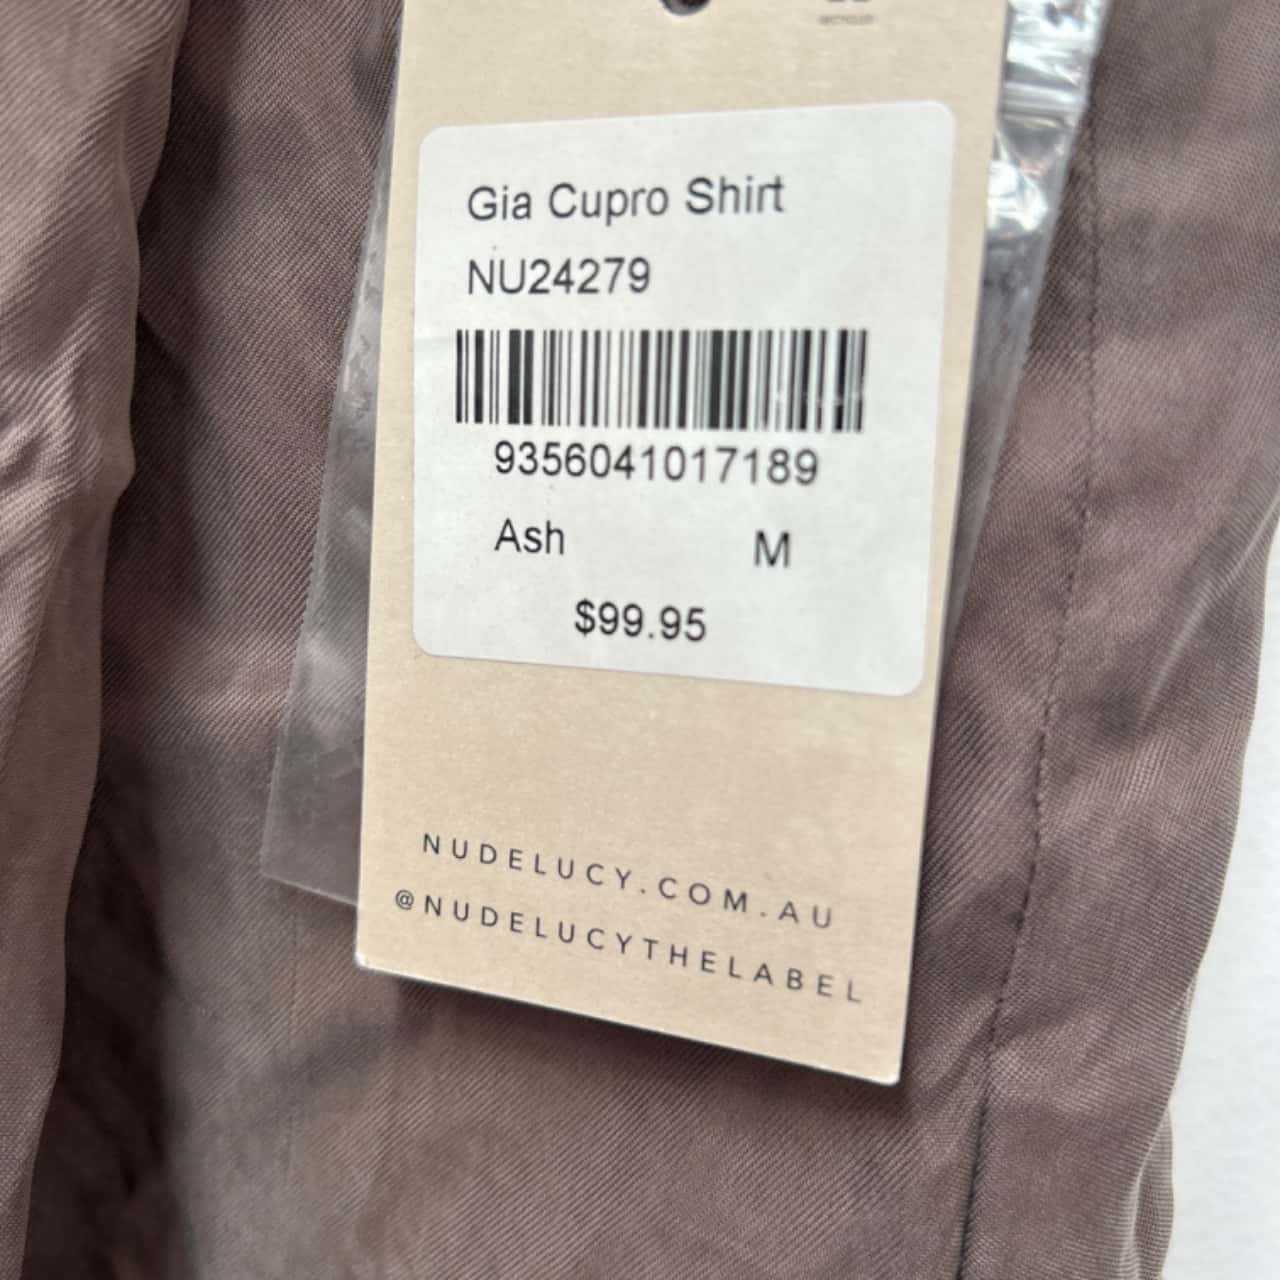 Gia Cupro Shirt
NU24279
9356041017189
Ash M
$99.95
NUDELUCY.COM.AU
@NUDELUCYTHELABEL